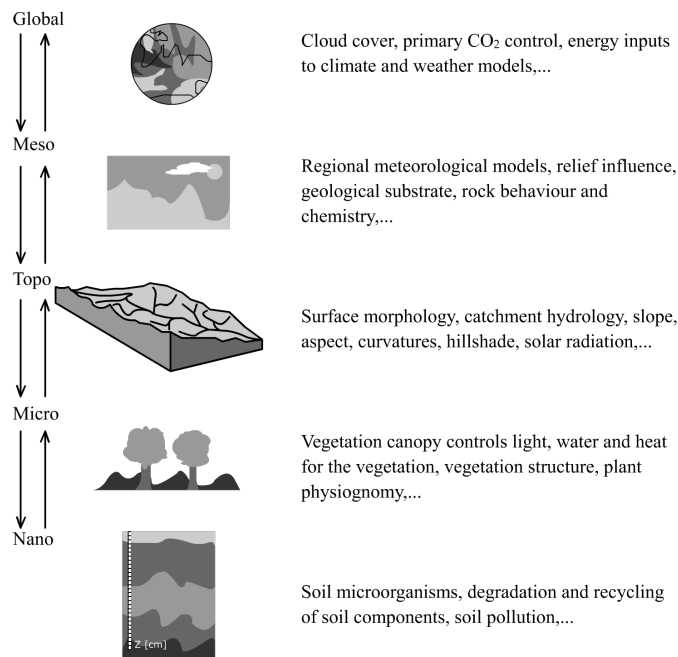 Global
Cloud cover, primary CO₂ control, energy inputs
to climate and weather models,...
Meso
Regional meteorological models, relief influence,
geological substrate, rock behaviour and
chemistry,...
Topo
Surface morphology, catchment hydrology, slope,
aspect, curvatures, hillshade, solar radiation,...
Micro
Vegetation canopy controls light, water and heat
for the vegetation, vegetation structure, plant
physiognomy,...
Nano
Soil microorganisms, degradation and recycling
of soil components, soil pollution,...
Z [cm]